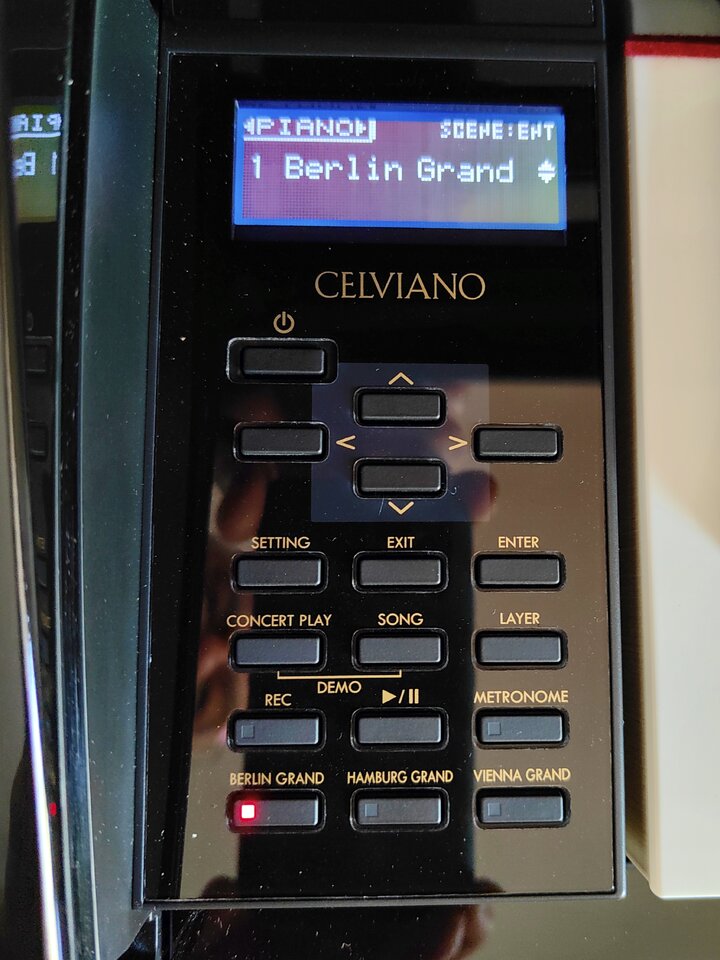 PIANO SCENE:ENT
1 Berlin Grand
CELVIANO
SETTING EXIT ENTER
CONCERT PLAY SONG LAYER
DEMO
REC METRONOME
BERLIN GRAND HAMBURG GRAND VIENNA GRAND